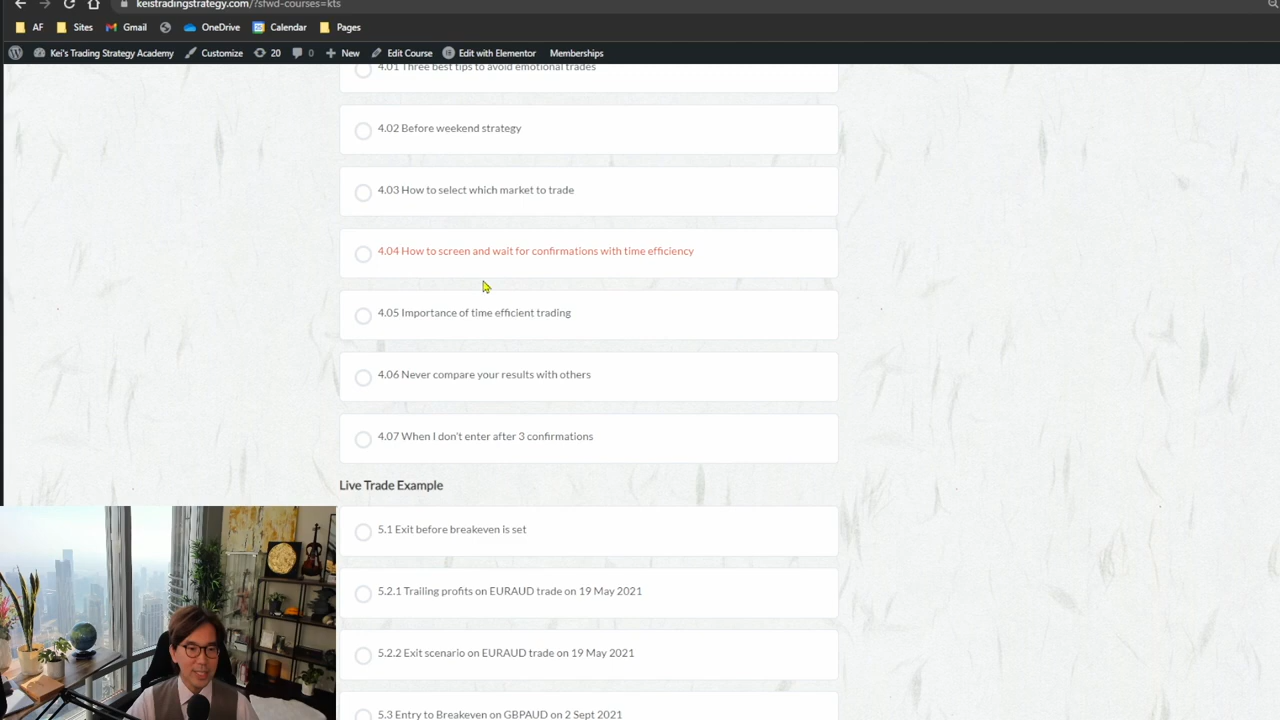 keistradingstrategy.com/?sfwd-courses=kts
AF Sites Gmail OneDrive Calendar Pages
Kei's Trading Strategy Academy Customize 20 0 New Edit Course Edit with Elementor Memberships
4.01 Three best tips to avoid emotional trades
4.02 Before weekend strategy
4.03 How to select which market to trade
4.04 How to screen and wait for confirmations with time efficiency
4.05 Importance of time efficient trading
4.06 Never compare your results with others
4.07 When I don't enter after 3 confirmations
Live Trade Example
5.1 Exit before breakeven is set
5.2.1 Trailing profits on EURAUD trade on 19 May 2021
5.2.2 Exit scenario on EURAUD trade on 19 May 2021
5.3 Entry to Breakeven on GBPAUD on 2 Sept 2021